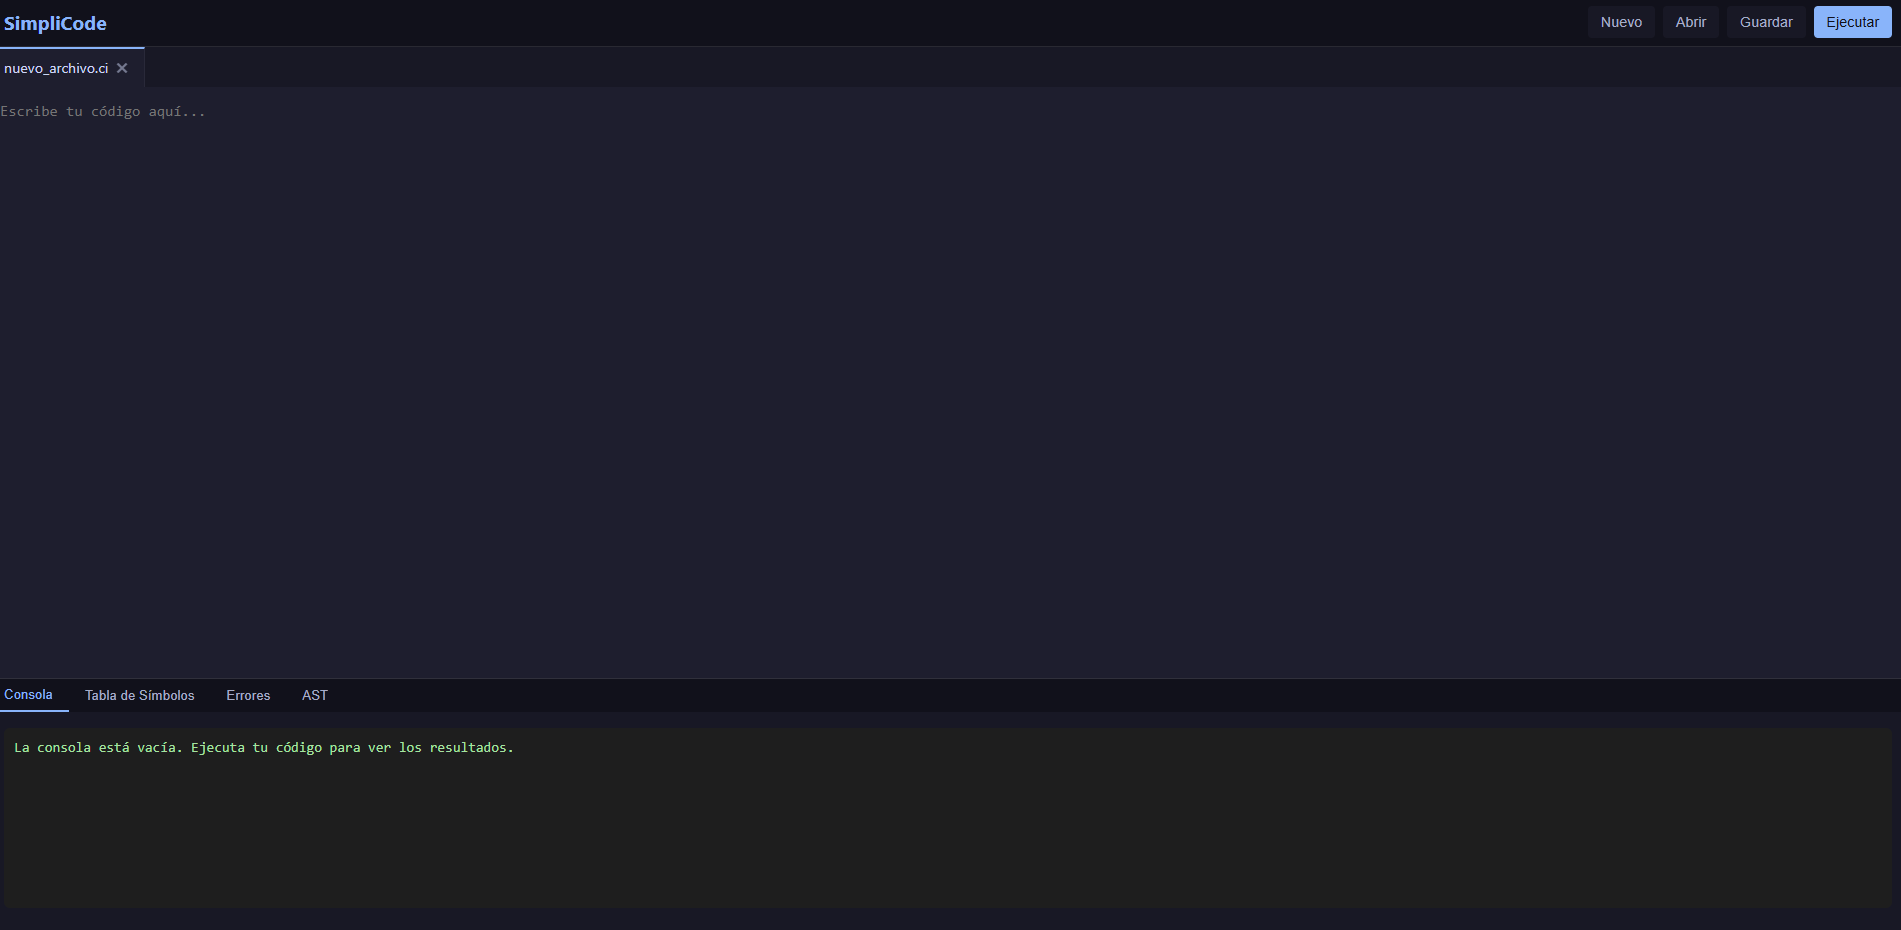 SimpliCode
Nuevo Abrir Guardar Ejecutar
nuevo_archivo.ci ✕
Escribe tu código aquí...
Consola Tabla de Símbolos Errores AST
La consola está vacía. Ejecuta tu código para ver los resultados.